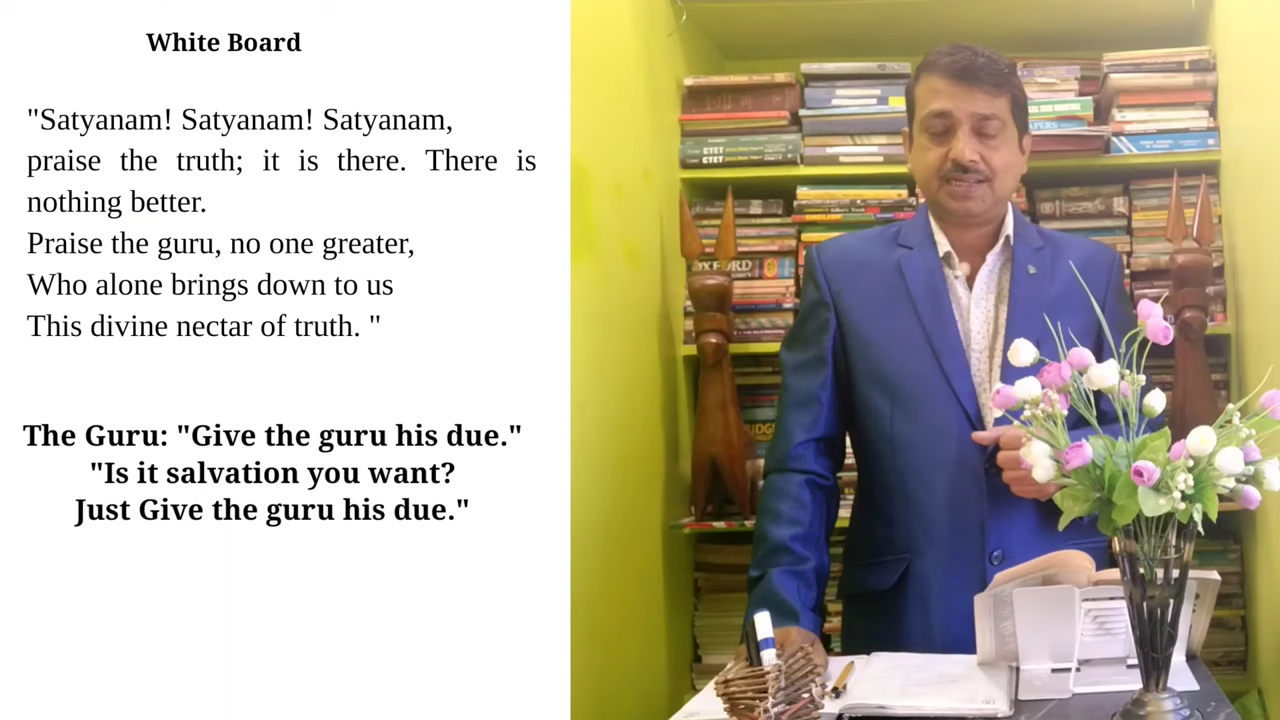 White Board
"Satyanam! Satyanam! Satyanam,
praise the truth; it is there. There is
nothing better.
Praise the guru, no one greater,
Who alone brings down to us
This divine nectar of truth. "
The Guru: "Give the guru his due."
"Is it salvation you want?
Just Give the guru his due."
CTET
CTET
APERS
ENGLISH
OXFORD